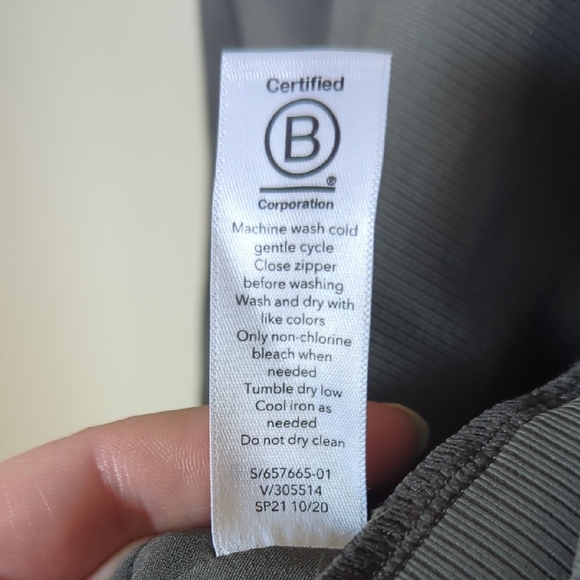 Certified
B
®
Corporation
Machine wash cold
gentle cycle
Close zipper
before washing
Wash and dry with
like colors
Only non-chlorine
bleach when
needed
Tumble dry low
Cool iron as
needed
Do not dry clean
S/657665-01
V/305514
SP21 10/20